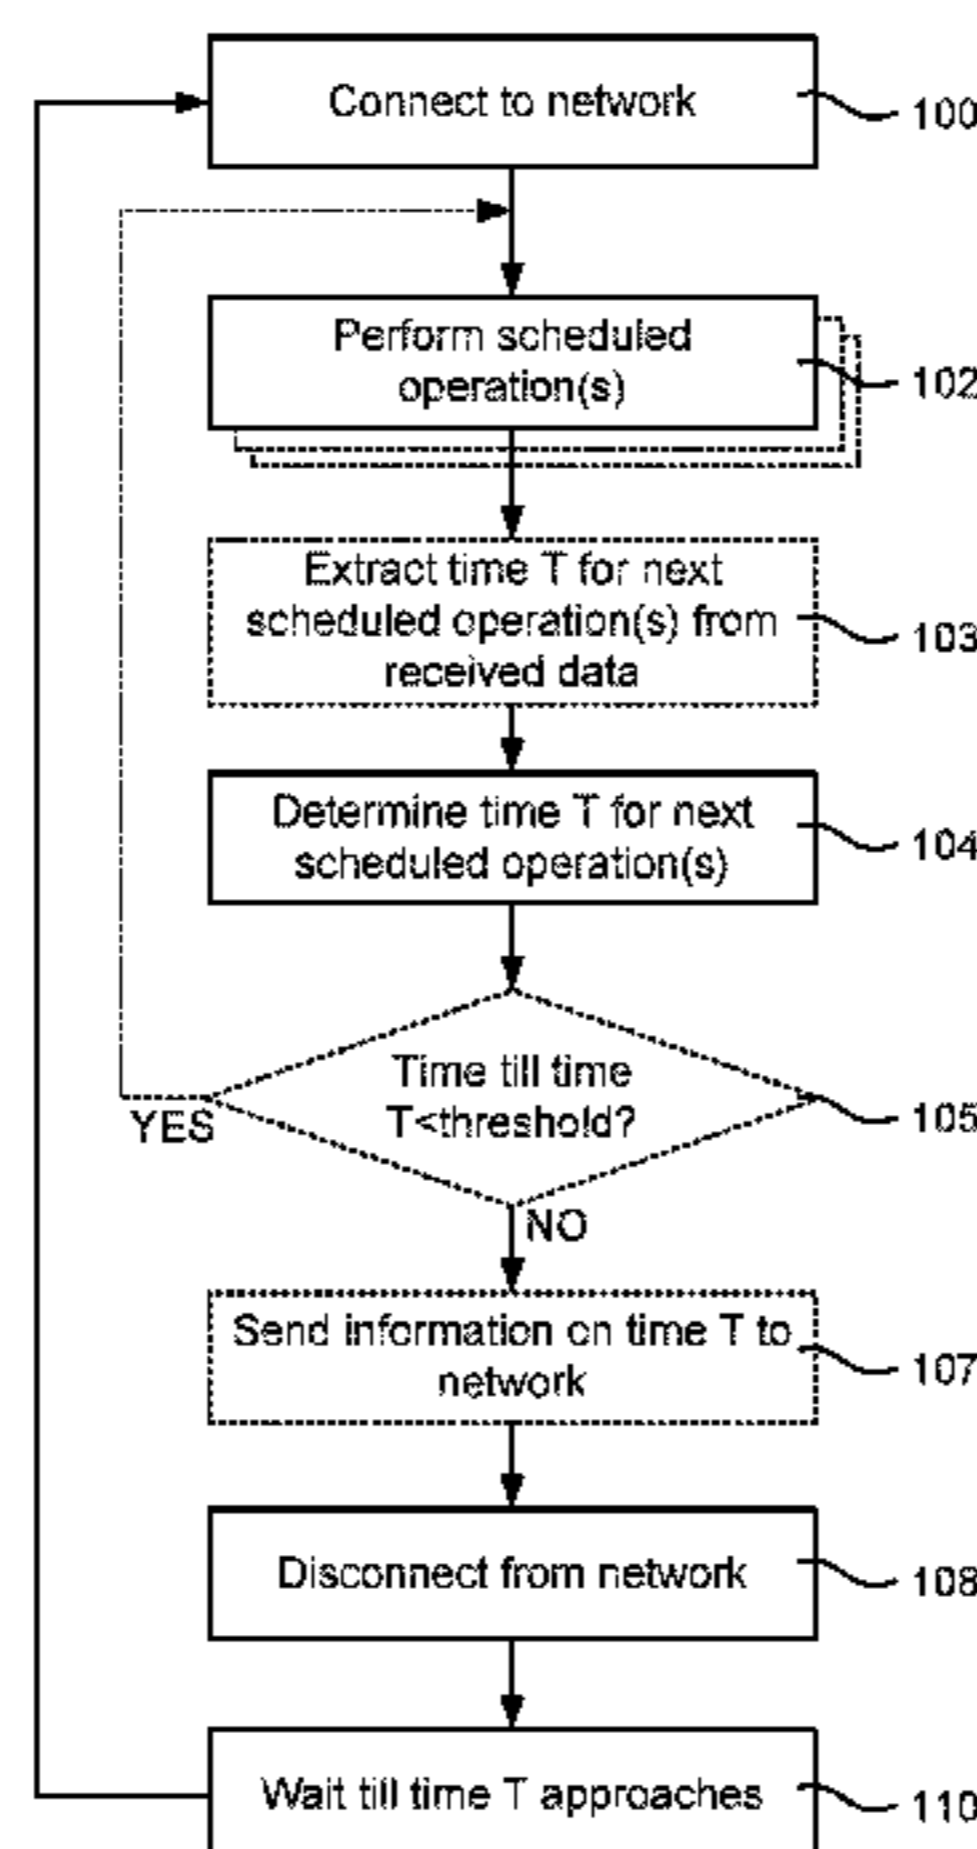 Connect to network
100
Perform scheduled
operation(s)
102
Extract time T for next
scheduled operation(s) from
received data
103
Determine time T for next
scheduled operation(s)
104
Time till time
T<threshold?
105
YES
NO
Send information on time T to
network
107
Disconnect from network
108
Wait till time T approaches
110